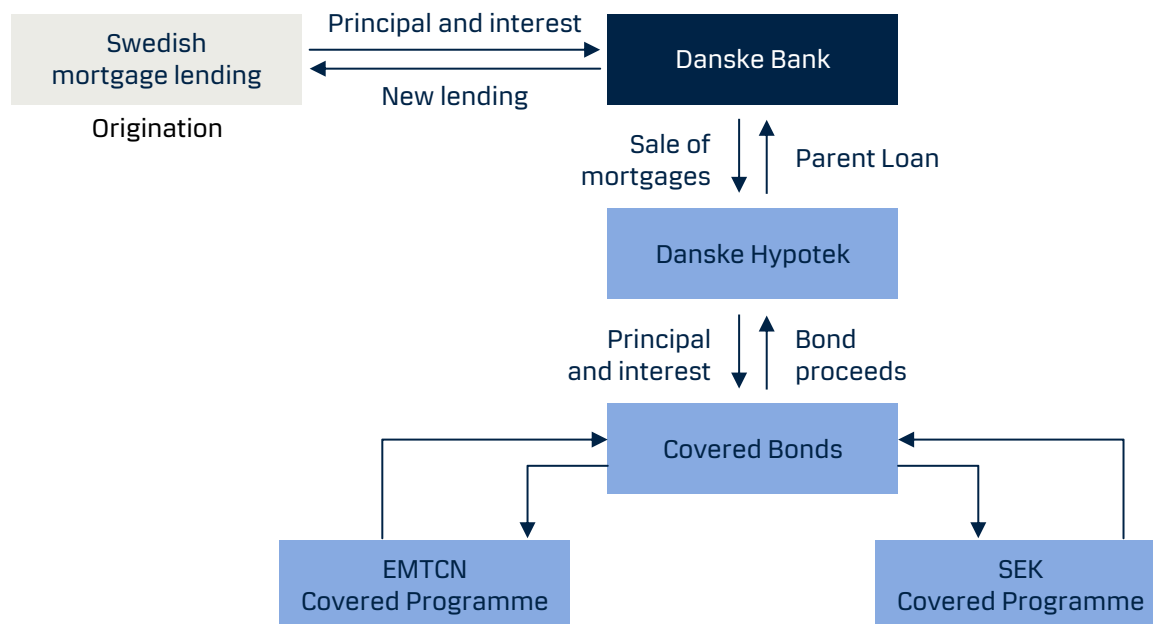 Principal and interest
Swedish
mortgage lending
Danske Bank
New lending
Origination
Sale of
mortgages
Parent Loan
Danske Hypotek
Principal
and interest
Bond
proceeds
Covered Bonds
EMTCN
Covered Programme
SEK
Covered Programme